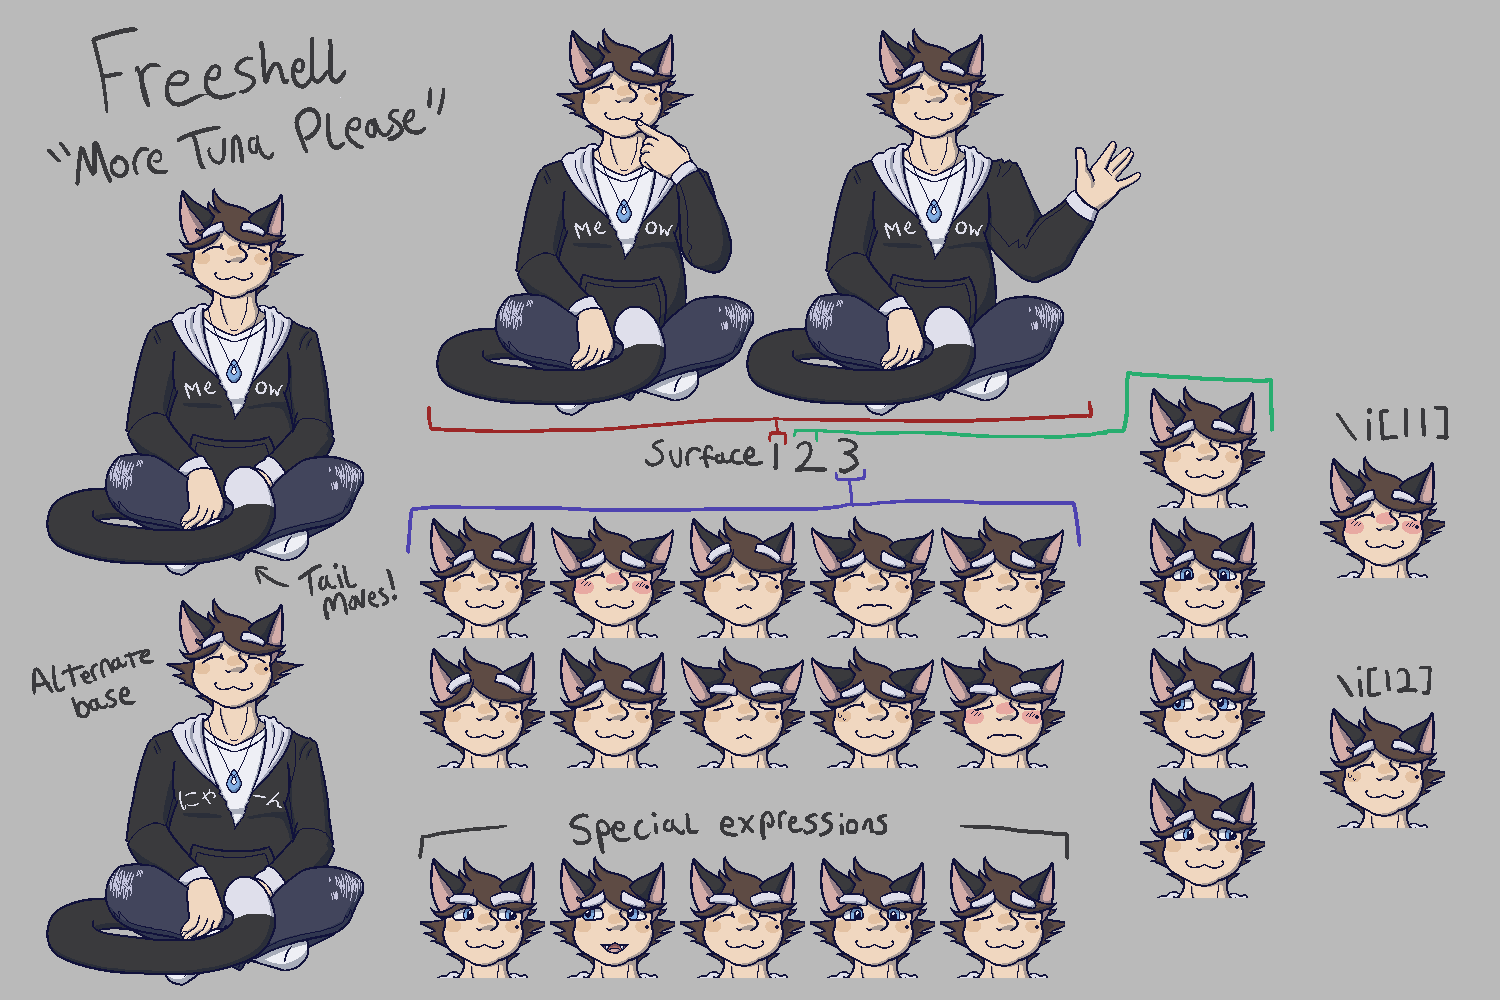 Freeshell
"More Tuna Please"
Me ow
Me ow
Me ow
Tail
moves!
Surface 1 2 3
\i[11]
Alternate
base
にゃ ーん
\i[12]
Special expressions